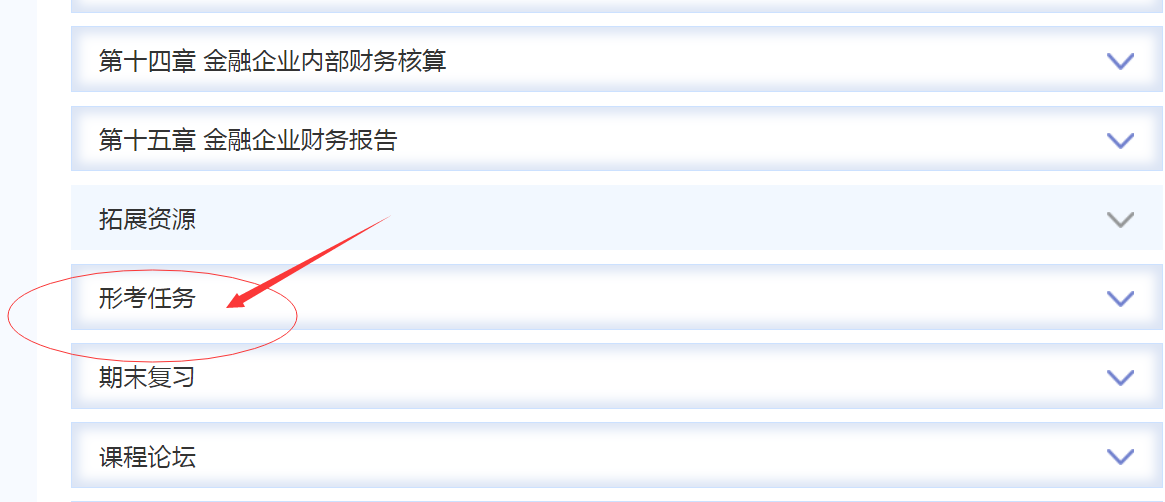 第十四章 金融企业内部财务核算
第十五章 金融企业财务报告
拓展资源
形考任务
期末复习
课程论坛